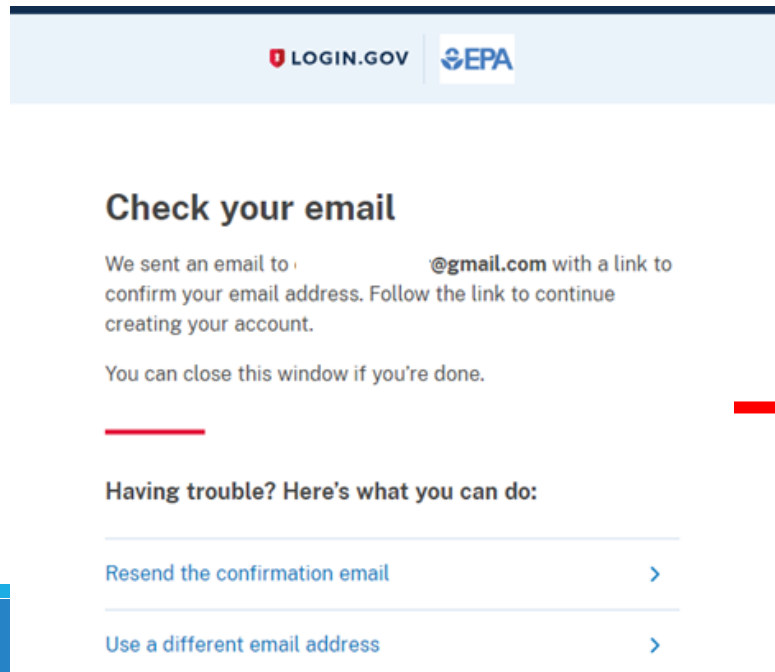 LOGIN.GOV EPA
Check your email
We sent an email to @gmail.com with a link to
confirm your email address. Follow the link to continue
creating your account.
You can close this window if you're done.
Having trouble? Here's what you can do:
Resend the confirmation email
Use a different email address